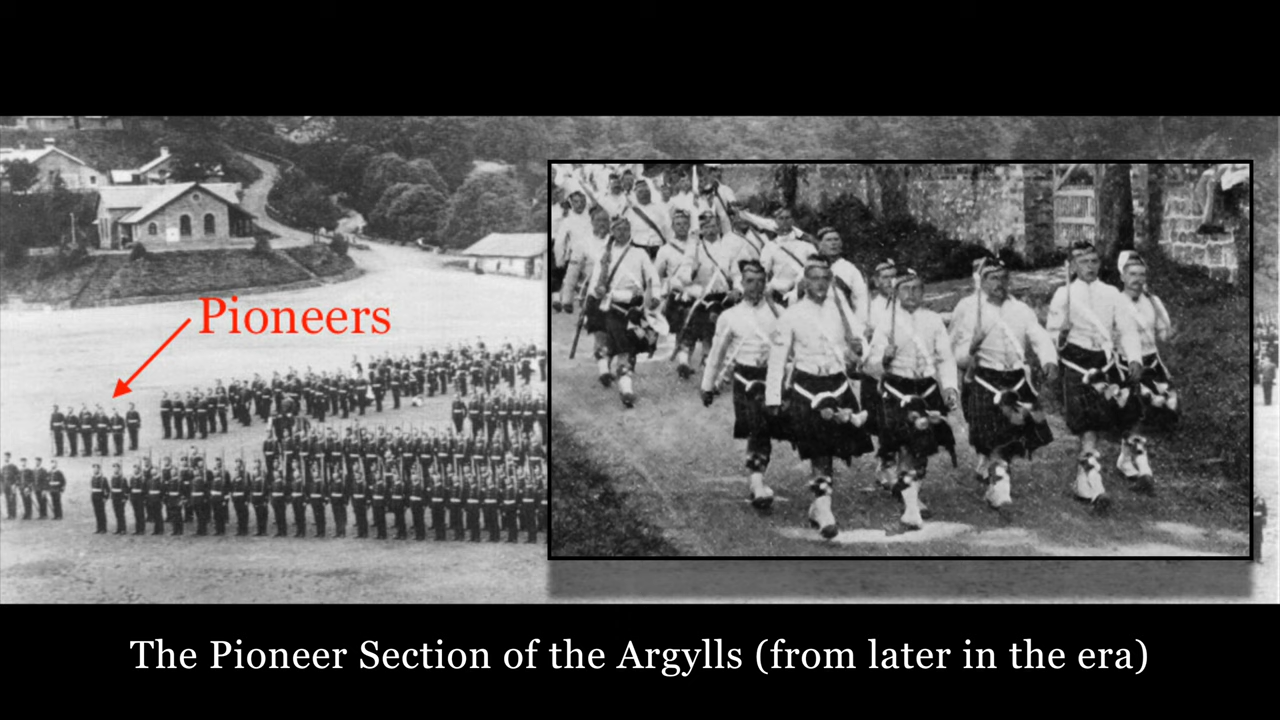 Pioneers
The Pioneer Section of the Argylls (from later in the era)